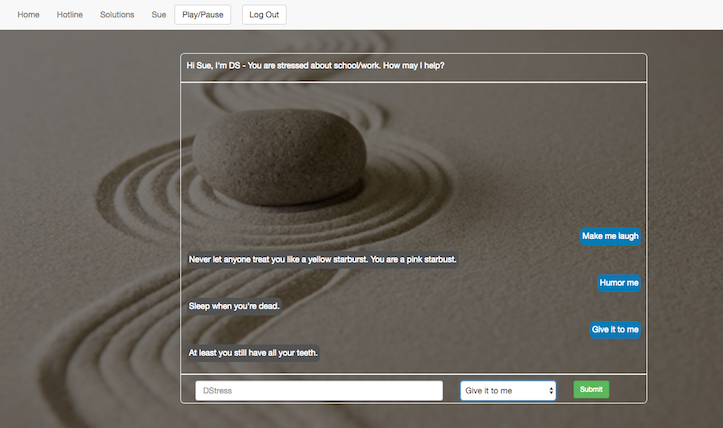 Home Hotline Solutions Sue Play/Pause Log Out
Hi Sue, I'm DS - You are stressed about school/work. How may I help?
Make me laugh
Never let anyone treat you like a yellow starburst. You are a pink starbust.
Humor me
Sleep when you're dead.
Give it to me
At least you still have all your teeth.
DStress Give it to me Submit